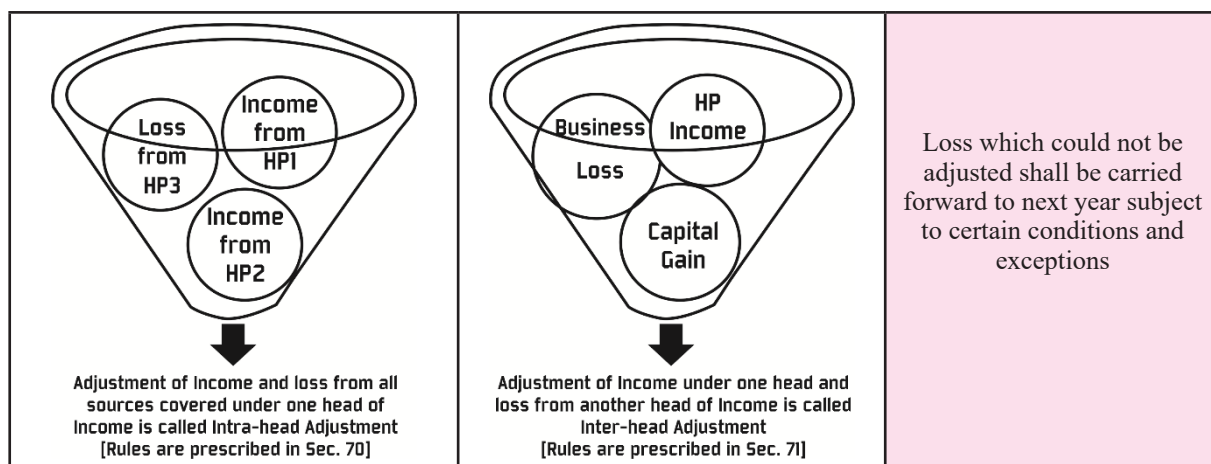 Loss
from
HP3
Income
from
HP1
Income
from
HP2
Adjustment of Income and loss from all
sources covered under one head of
Income is called Intra-head Adjustment
[Rules are prescribed in Sec. 70]
Business
Loss
HP
Income
Capital
Gain
Adjustment of Income under one head and
loss from another head of Income is called
Inter-head Adjustment
[Rules are prescribed in Sec. 71]
Loss which could not be
adjusted shall be carried
forward to next year subject
to certain conditions and
exceptions